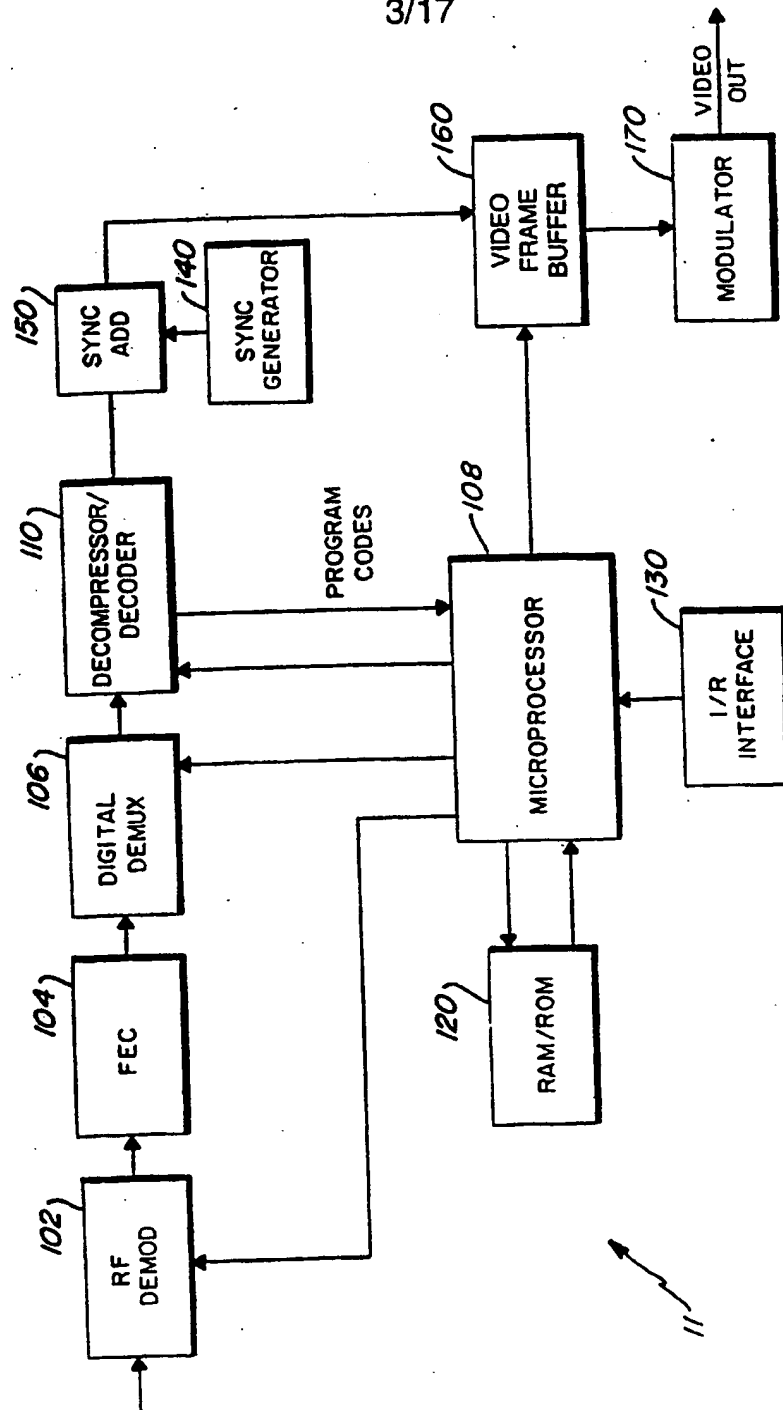 3/17
102
RF
DEMOD
104
FEC
106
DIGITAL
DEMUX
110
DECOMPRESSOR/
DECODER
150
SYNC
ADD
140
SYNC
GENERATOR
PROGRAM
CODES
108
MICROPROCESSOR
120
RAM/ROM
130
I/R
INTERFACE
160
VIDEO
FRAME
BUFFER
170
MODULATOR
VIDEO
OUT
11